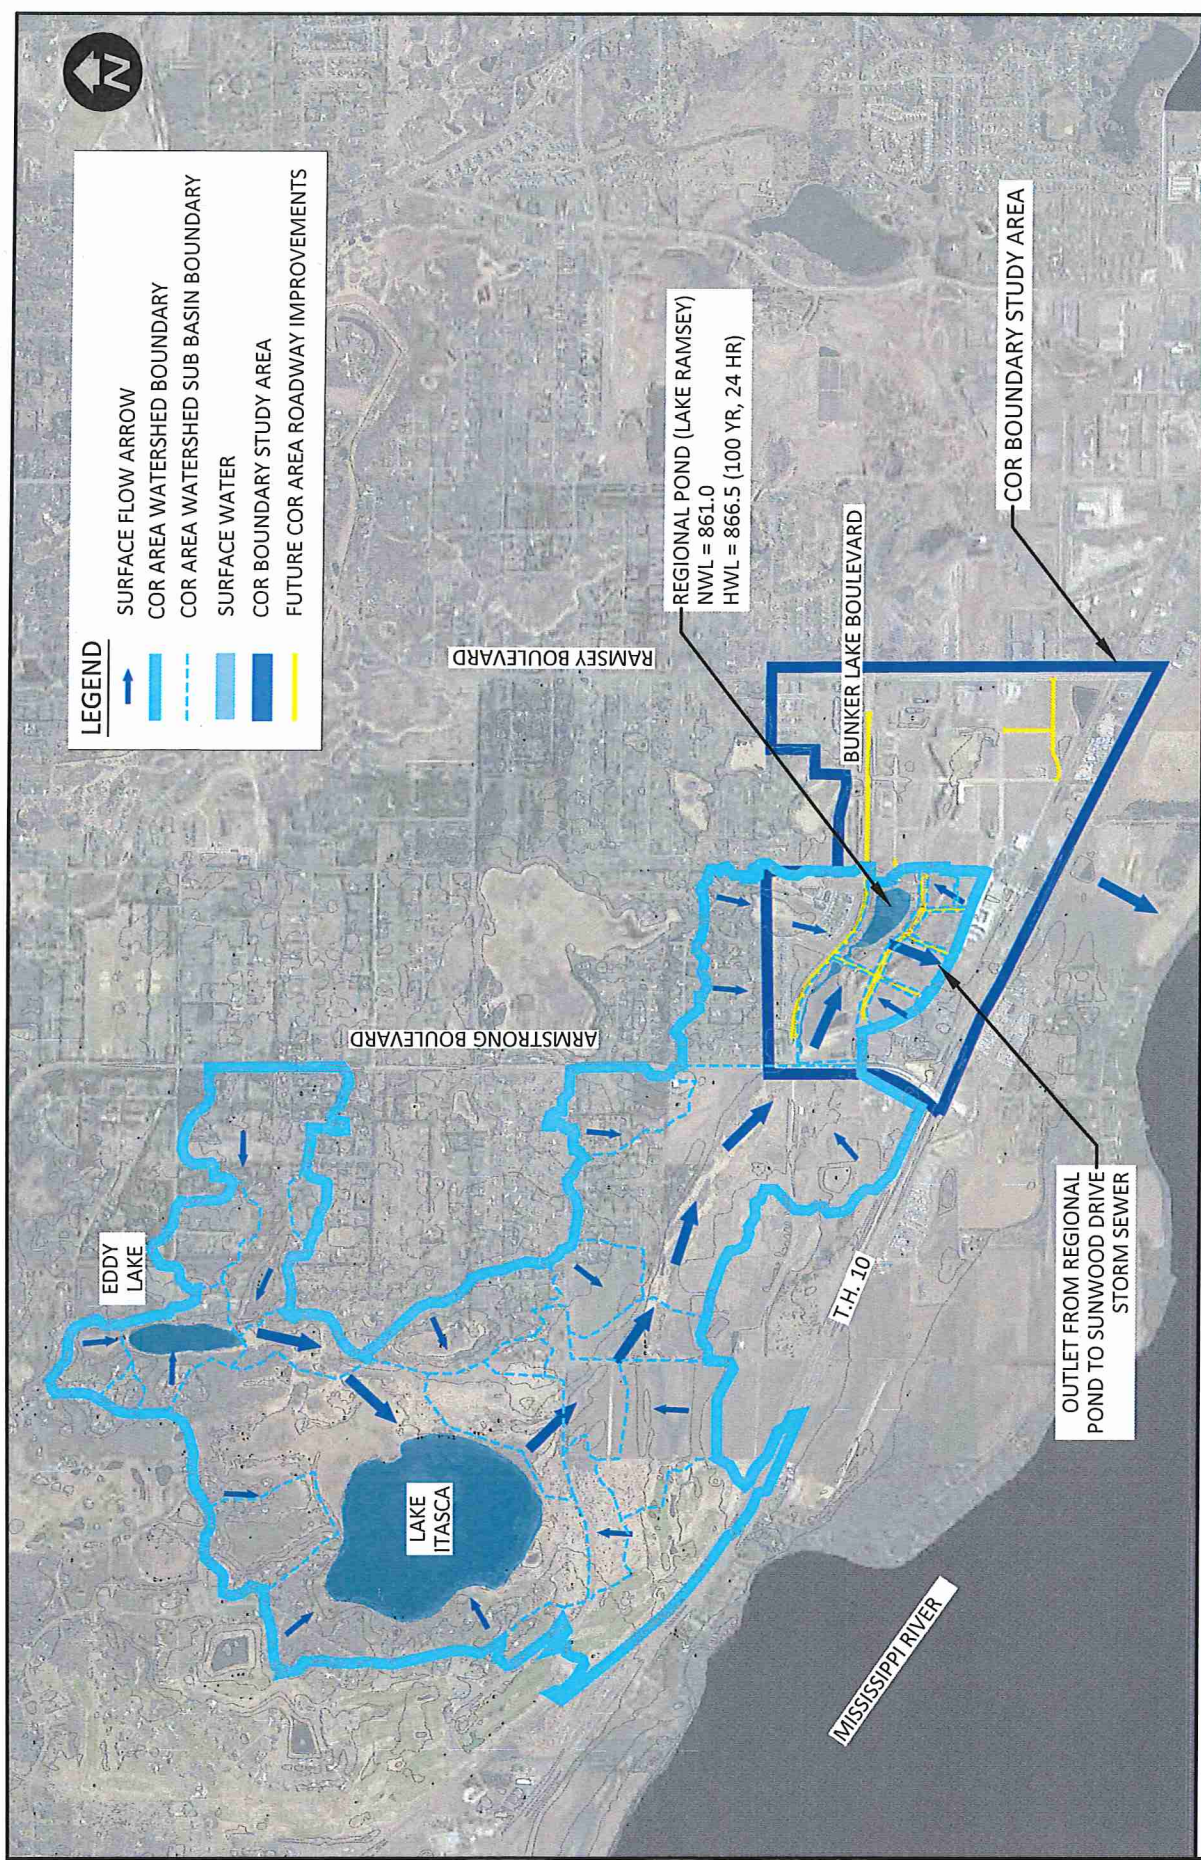 N
LEGEND
SURFACE FLOW ARROW
COR AREA WATERSHED BOUNDARY
COR AREA WATERSHED SUB BASIN BOUNDARY
SURFACE WATER
COR BOUNDARY STUDY AREA
FUTURE COR AREA ROADWAY IMPROVEMENTS
EDDY
LAKE
LAKE
ITASCA
ARMSTRONG BOULEVARD
RAMSEY BOULEVARD
REGIONAL POND (LAKE RAMSEY)
NWL = 861.0
HWL = 866.5 (100 YR, 24 HR)
BUNKER LAKE BOULEVARD
COR BOUNDARY STUDY AREA
T.H. 10
OUTLET FROM REGIONAL
POND TO SUNWOOD DRIVE
STORM SEWER
MISSISSIPPI RIVER